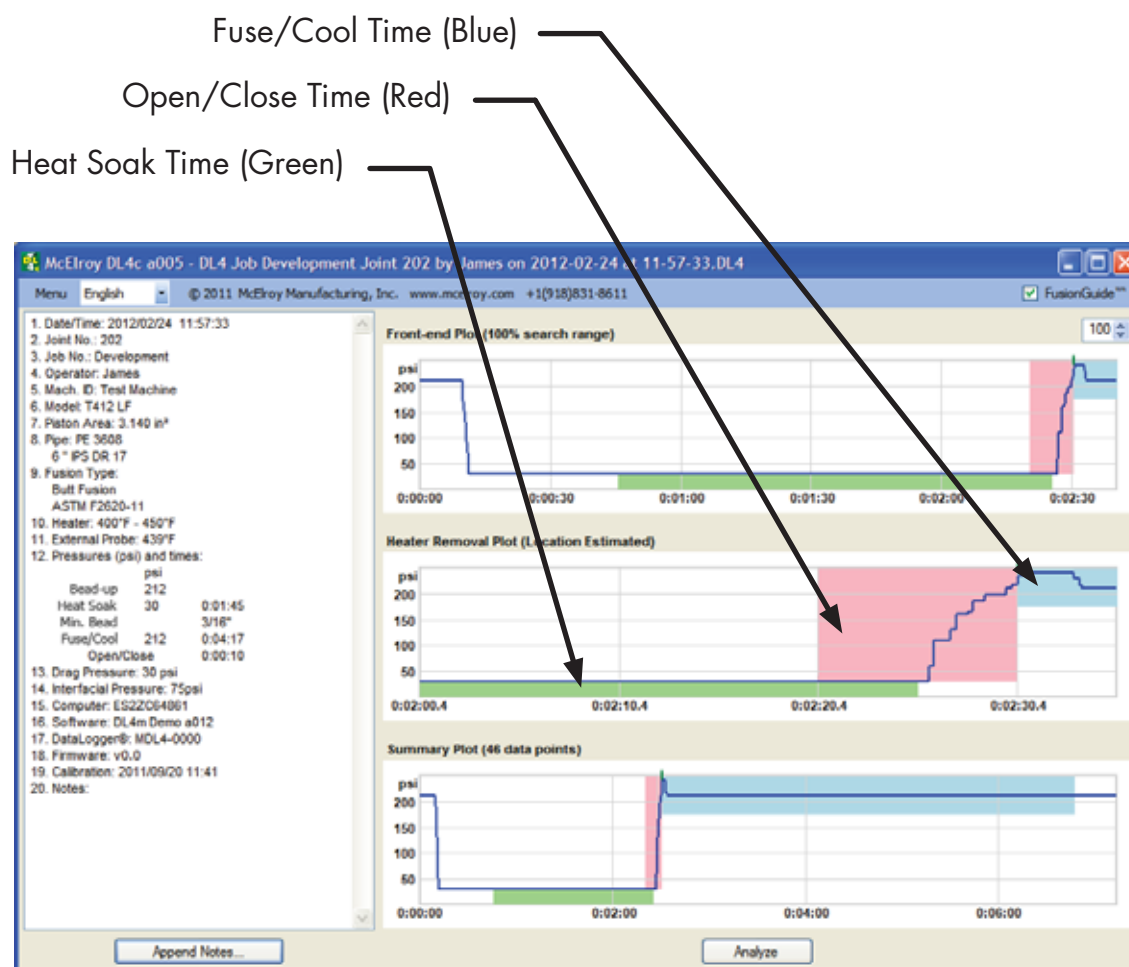 Fuse/Cool Time (Blue)
Open/Close Time (Red)
Heat Soak Time (Green)
McElroy DL4c a005 - DL4 Job Development Joint 202 by James on 2012-02-24 at 11-57-33.DL4
Menu English © 2011 McElroy Manufacturing, Inc. www.mcelroy.com +1(918)831-8611 FusionGuide™
1. Date/Time: 2012/02/24 11:57:33
2. Joint No.: 202
3. Job No.: Development
4. Operator: James
5. Mach. ID: Test Machine
6. Model: T412 LF
7. Piston Area: 3.140 in²
8. Pipe: PE 3608
6 " IPS DR 17
9. Fusion Type:
Butt Fusion
ASTM F2620-11
10. Heater: 400°F - 450°F
11. External Probe: 439°F
12. Pressures (psi) and times:
psi
Bead-up 212
Heat Soak 30 0:01:45
Min. Bead 3/16"
Fuse/Cool 212 0:04:17
Open/Close 0:00:10
13. Drag Pressure: 30 psi
14. Interfacial Pressure: 75psi
15. Computer: ES2ZC64861
16. Software: DL4m Demo a012
17. DataLogger®: MDL4-0000
18. Firmware: v0.0
19. Calibration: 2011/09/20 11:41
20. Notes:
Append Notes...
Front-end Plot (100% search range) 100
psi
200
150
100
50
0:00:00 0:00:30 0:01:00 0:01:30 0:02:00 0:02:30
Heater Removal Plot (Location Estimated)
psi
200
150
100
50
0:02:00.4 0:02:10.4 0:02:20.4 0:02:30.4
Summary Plot (46 data points)
psi
200
150
100
50
0:00:00 0:02:00 0:04:00 0:06:00
Analyze